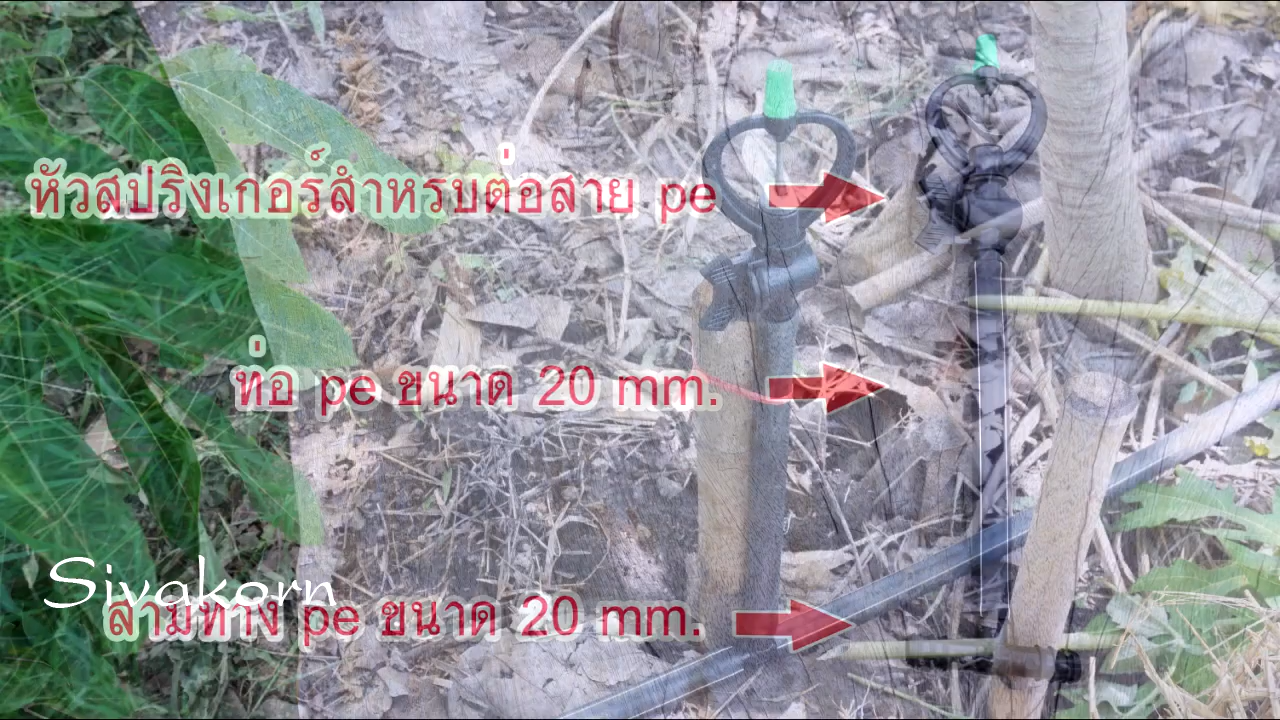 หัวสปริงเกอร์สำหรบต่อสาย pe
ท่อ pe ขนาด 20 mm.
Sivakorn
สามทาง pe ขนาด 20 mm.